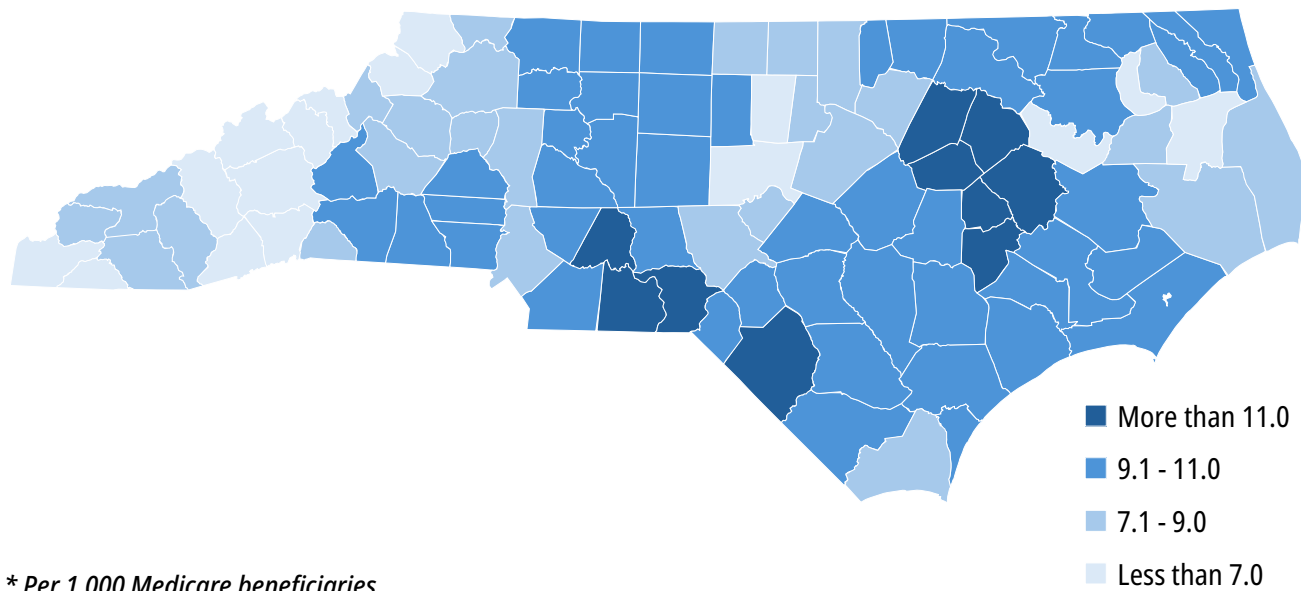 More than 11.0
9.1 - 11.0
7.1 - 9.0
Less than 7.0
* Per 1,000 Medicare beneficiaries